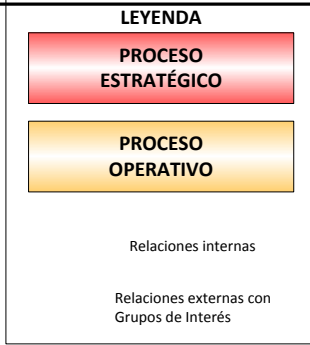 LEYENDA
PROCESO
ESTRATÉGICO
PROCESO
OPERATIVO
Relaciones internas
Relaciones externas con
Grupos de Interés